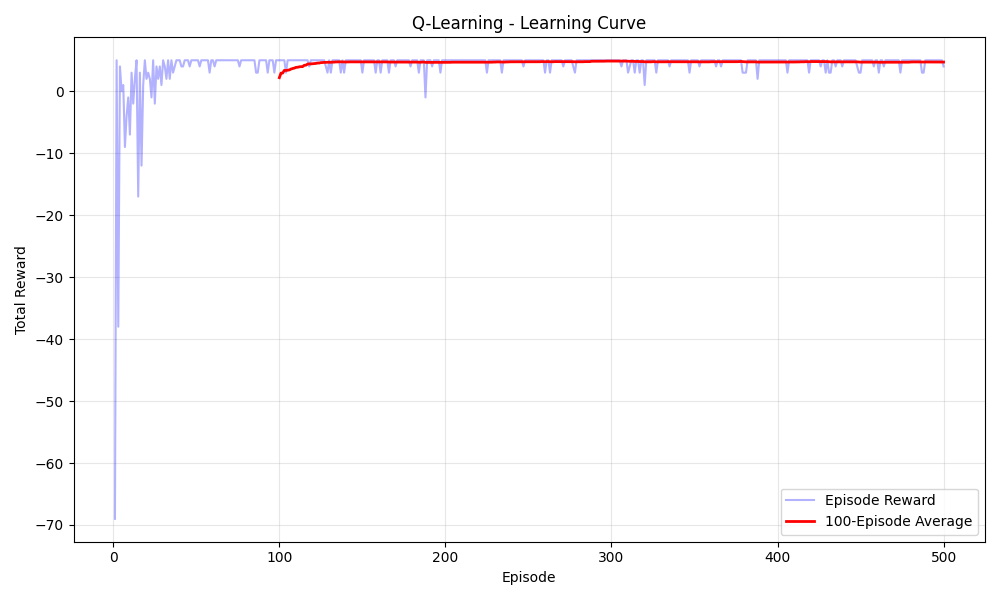 Q-Learning - Learning Curve
Total Reward
0
−10
−20
−30
−40
−50
−60
−70
0
100
200
300
400
500
Episode
Episode Reward
100-Episode Average